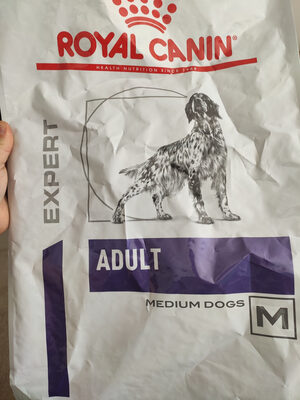 ROYAL CANIN
HEALTH NUTRITION SINCE 1968
EXPERT
ADULT
MEDIUM DOGS
M